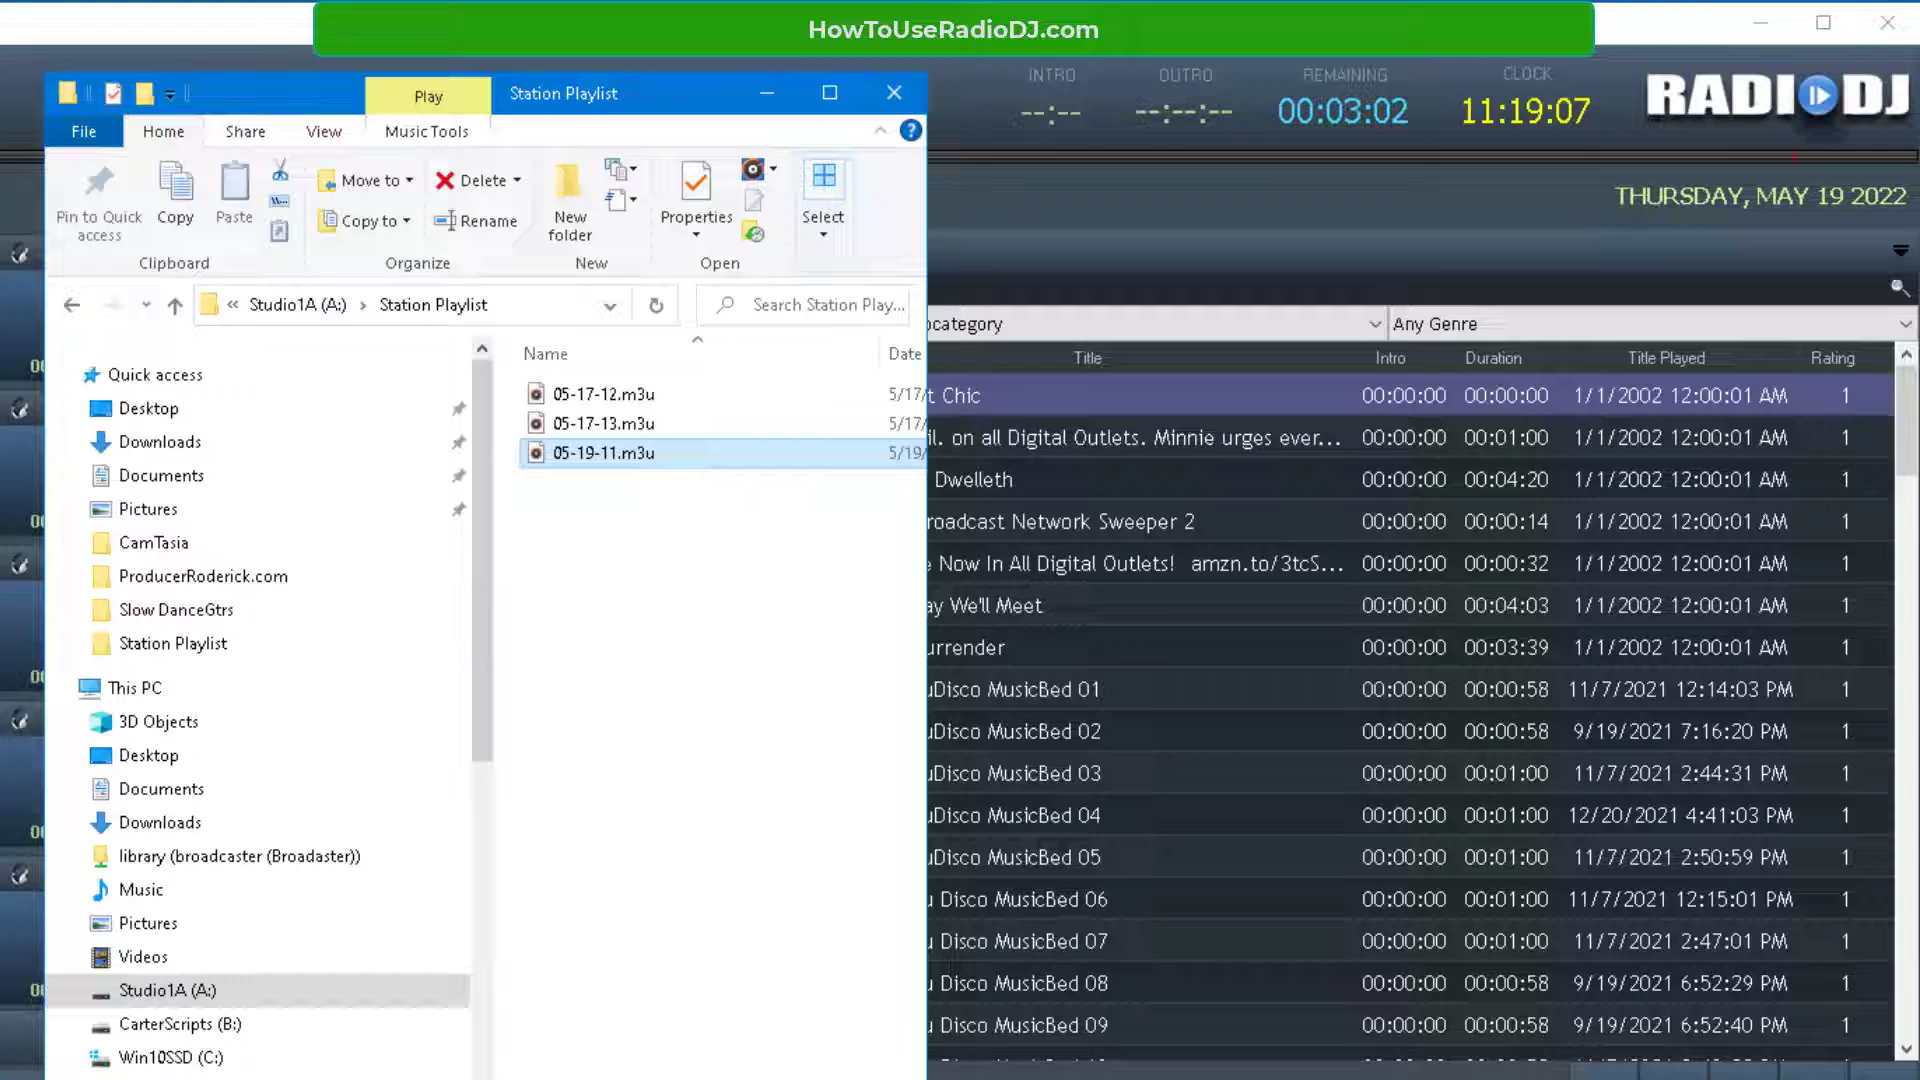 HowToUseRadioDJ.com
Play
Station Playlist
File
Home
Share
View
Music Tools
Pin to Quick access
Copy
Paste
Move to
Copy to
Delete
Rename
New folder
Properties
Select
Clipboard
Organize
New
Open
« Studio1A (A:) > Station Playlist
Search Station Play...
Name
Date
05-17-12.m3u 5/17/
05-17-13.m3u 5/17/
05-19-11.m3u 5/19/
Quick access
Desktop
Downloads
Documents
Pictures
CamTasia
ProducerRoderick.com
Slow DanceGtrs
Station Playlist
This PC
3D Objects
Desktop
Documents
Downloads
library (broadcaster (Broadaster))
Music
Pictures
Videos
Studio1A (A:)
CarterScripts (B:)
Win10SSD (C:)
INTRO
--:--
OUTRO
--:--:--
REMAINING
00:03:02
CLOCK
11:19:07
RADIODJ
THURSDAY, MAY 19 2022
category
Any Genre
Title Intro Duration Title Played Rating
t Chic 00:00:00 00:00:00 1/1/2002 12:00:01 AM 1
il. on all Digital Outlets. Minnie urges ever... 00:00:00 00:01:00 1/1/2002 12:00:01 AM 1
Dwelleth 00:00:00 00:04:20 1/1/2002 12:00:01 AM 1
roadcast Network Sweeper 2 00:00:00 00:00:14 1/1/2002 12:00:01 AM 1
e Now In All Digital Outlets! amzn.to/3tcS... 00:00:00 00:00:32 1/1/2002 12:00:01 AM 1
ay We'll Meet 00:00:00 00:04:03 1/1/2002 12:00:01 AM 1
urrender 00:00:00 00:03:39 1/1/2002 12:00:01 AM 1
uDisco MusicBed 01 00:00:00 00:00:58 11/7/2021 12:14:03 PM 1
uDisco MusicBed 02 00:00:00 00:00:58 9/19/2021 7:16:20 PM 1
uDisco MusicBed 03 00:00:00 00:01:00 11/7/2021 2:44:31 PM 1
uDisco MusicBed 04 00:00:00 00:01:00 12/20/2021 4:41:03 PM 1
uDisco MusicBed 05 00:00:00 00:01:00 11/7/2021 2:50:59 PM 1
u Disco MusicBed 06 00:00:00 00:01:00 11/7/2021 12:15:01 PM 1
u Disco MusicBed 07 00:00:00 00:01:00 11/7/2021 2:47:01 PM 1
u Disco MusicBed 08 00:00:00 00:00:58 9/19/2021 6:52:29 PM 1
u Disco MusicBed 09 00:00:00 00:00:58 9/19/2021 6:52:40 PM 1